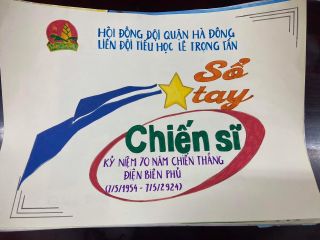 HỘI ĐỒNG ĐỘI QUẬN HÀ ĐÔNG
LIÊN ĐỘI TIỂU HỌC LÊ TRỌNG TẤN
Sổ
tay
Chiến sĩ
KỶ NIỆM 70 NĂM CHIẾN THẮNG
ĐIỆN BIÊN PHỦ
(7/5/1954 - 7/5/2924)